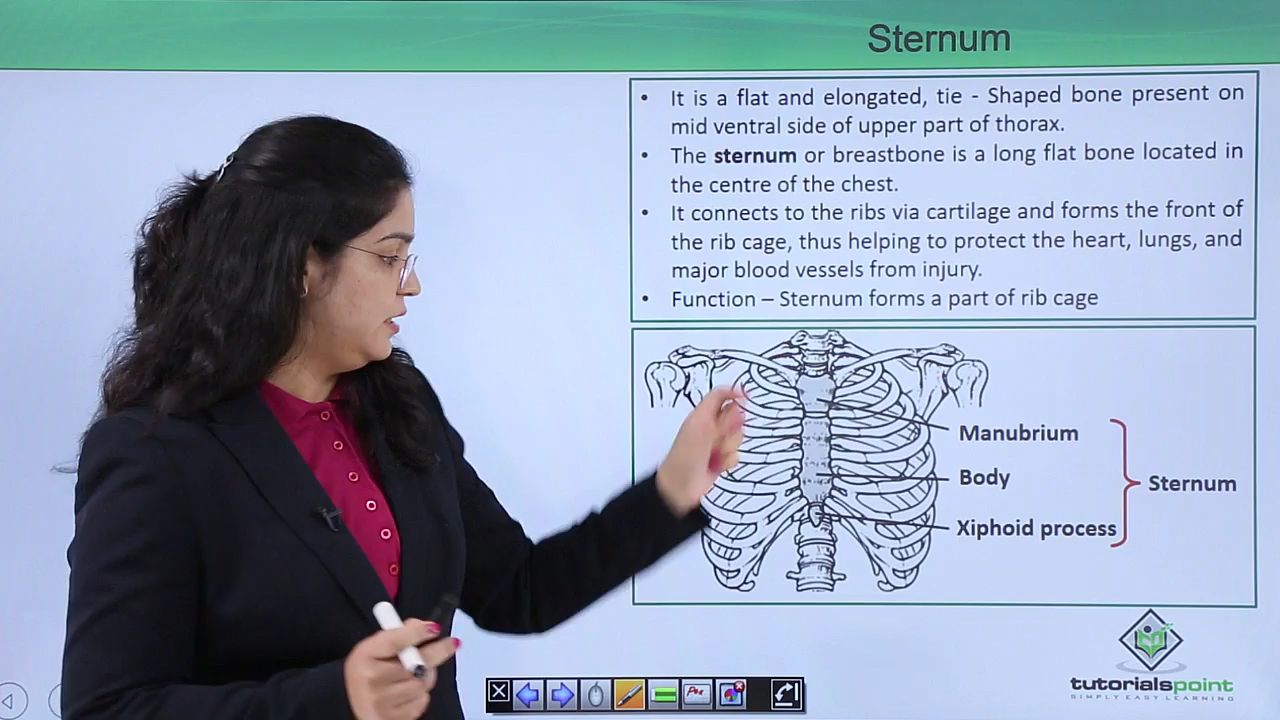 Sternum
• It is a flat and elongated, tie - Shaped bone present on
mid ventral side of upper part of thorax.
• The sternum or breastbone is a long flat bone located in
the centre of the chest.
• It connects to the ribs via cartilage and forms the front of
the rib cage, thus helping to protect the heart, lungs, and
major blood vessels from injury.
• Function – Sternum forms a part of rib cage
Manubrium
Body
Sternum
Xiphoid process
tutorialspoint
SIMPLY EASY LEARNING